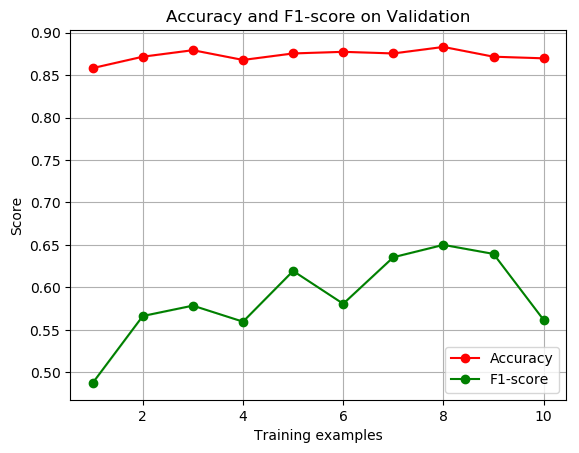 Accuracy and F1-score on Validation
0.90
0.85
0.80
0.75
0.70
0.65
0.60
0.55
0.50
Score
2
4
6
8
10
Training examples
Accuracy
F1-score